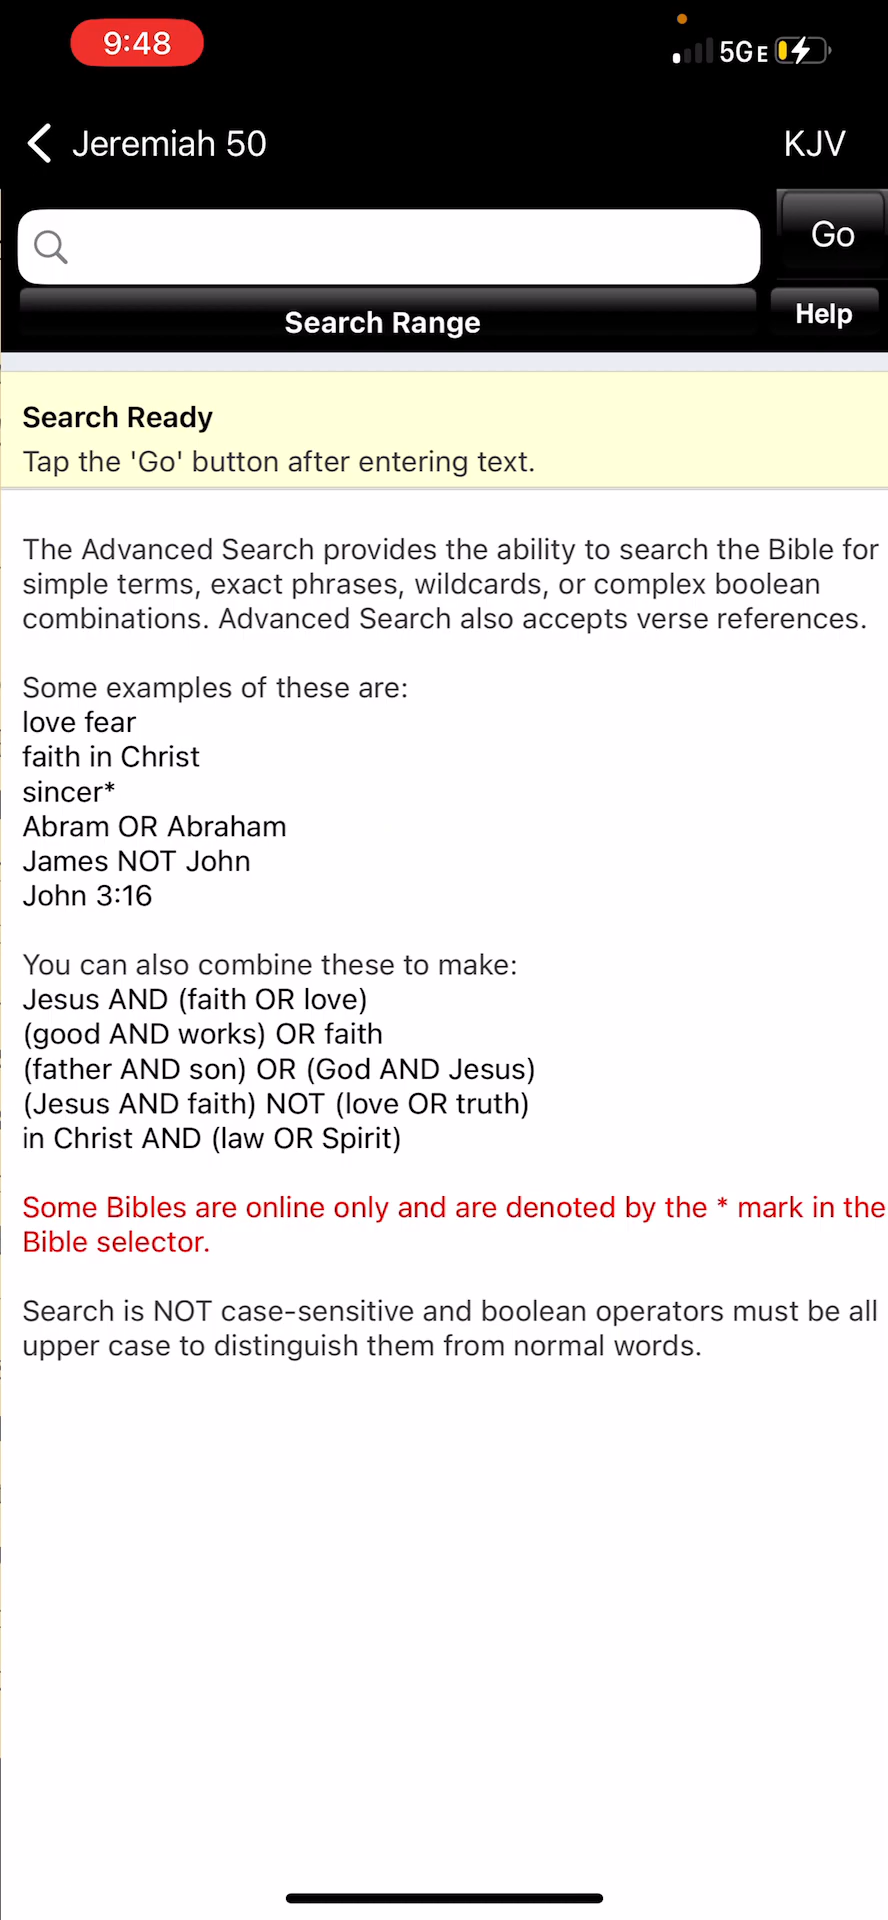 9:48
5GE
Jeremiah 50
KJV
Go
Search Range
Help
Search Ready
Tap the 'Go' button after entering text.
The Advanced Search provides the ability to search the Bible for
simple terms, exact phrases, wildcards, or complex boolean
combinations. Advanced Search also accepts verse references.
Some examples of these are:
love fear
faith in Christ
sincer*
Abram OR Abraham
James NOT John
John 3:16
You can also combine these to make:
Jesus AND (faith OR love)
(good AND works) OR faith
(father AND son) OR (God AND Jesus)
(Jesus AND faith) NOT (love OR truth)
in Christ AND (law OR Spirit)
Some Bibles are online only and are denoted by the * mark in the
Bible selector.
Search is NOT case-sensitive and boolean operators must be all
upper case to distinguish them from normal words.